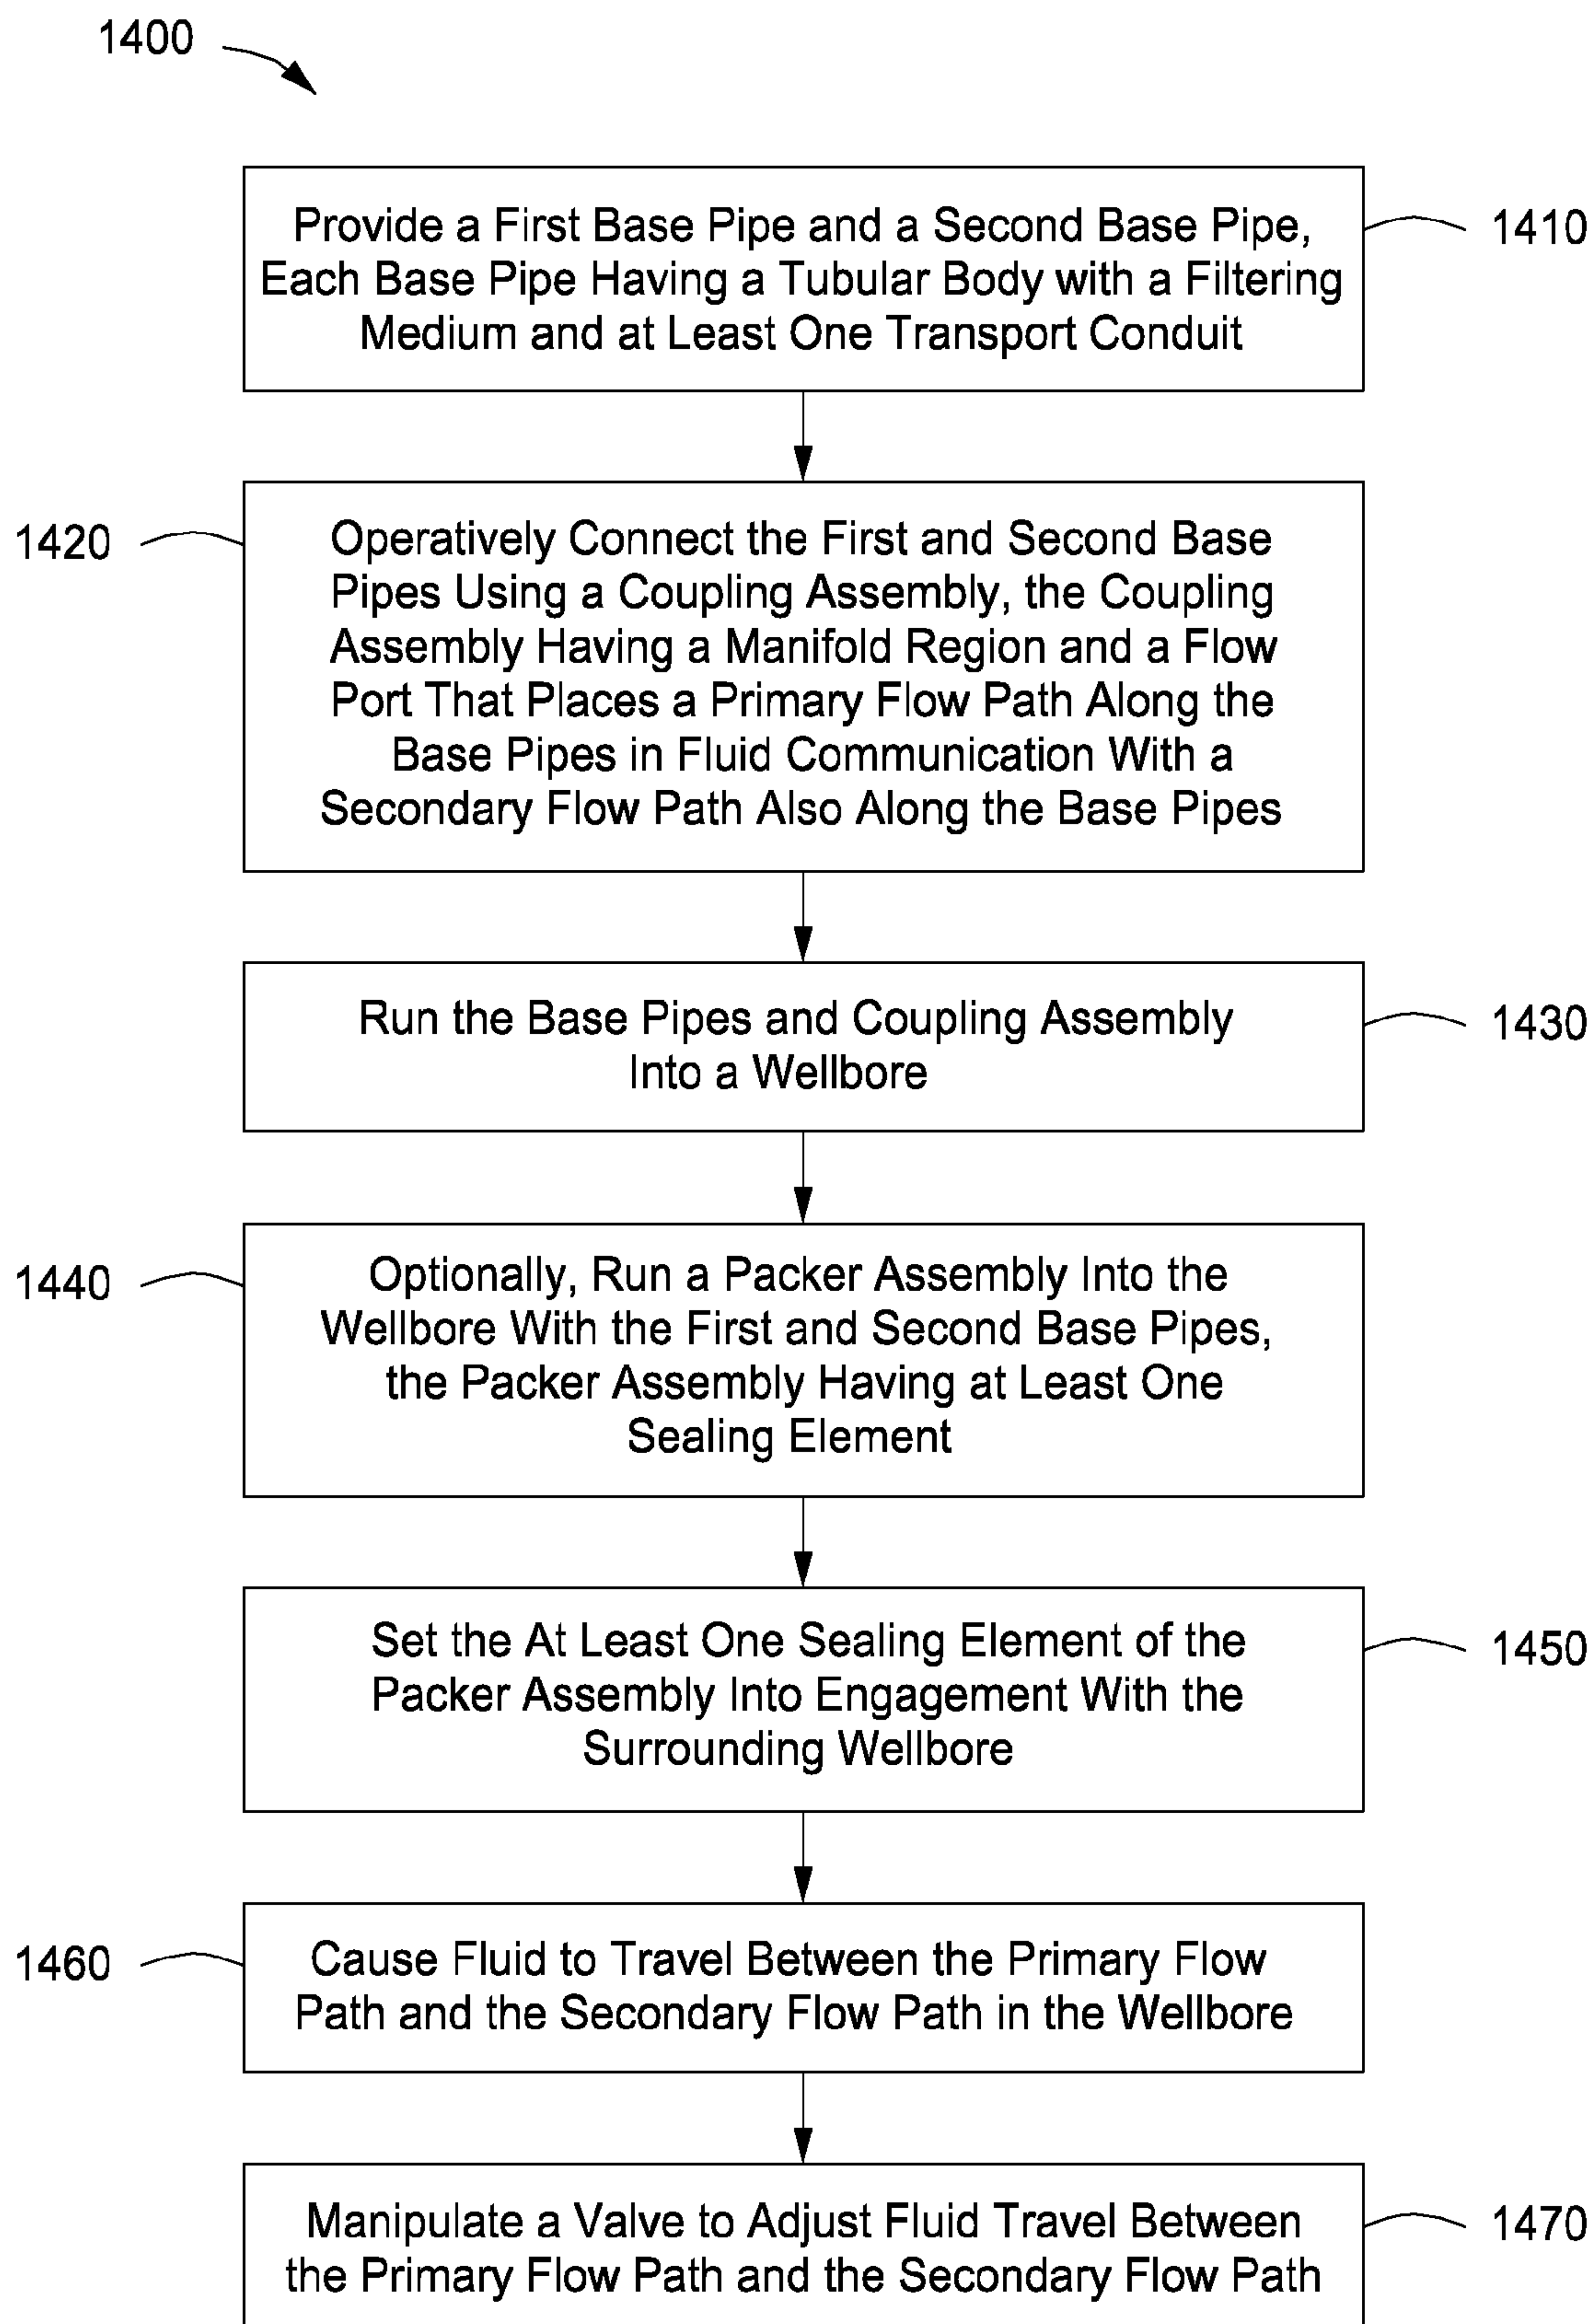 1400
Provide a First Base Pipe and a Second Base Pipe,
Each Base Pipe Having a Tubular Body with a Filtering
Medium and at Least One Transport Conduit
1410
1420
Operatively Connect the First and Second Base
Pipes Using a Coupling Assembly, the Coupling
Assembly Having a Manifold Region and a Flow
Port That Places a Primary Flow Path Along the
Base Pipes in Fluid Communication With a
Secondary Flow Path Also Along the Base Pipes
Run the Base Pipes and Coupling Assembly
Into a Wellbore
1430
1440
Optionally, Run a Packer Assembly Into the
Wellbore With the First and Second Base Pipes,
the Packer Assembly Having at Least One
Sealing Element
Set the At Least One Sealing Element of the
Packer Assembly Into Engagement With the
Surrounding Wellbore
1450
1460
Cause Fluid to Travel Between the Primary Flow
Path and the Secondary Flow Path in the Wellbore
Manipulate a Valve to Adjust Fluid Travel Between
the Primary Flow Path and the Secondary Flow Path
1470